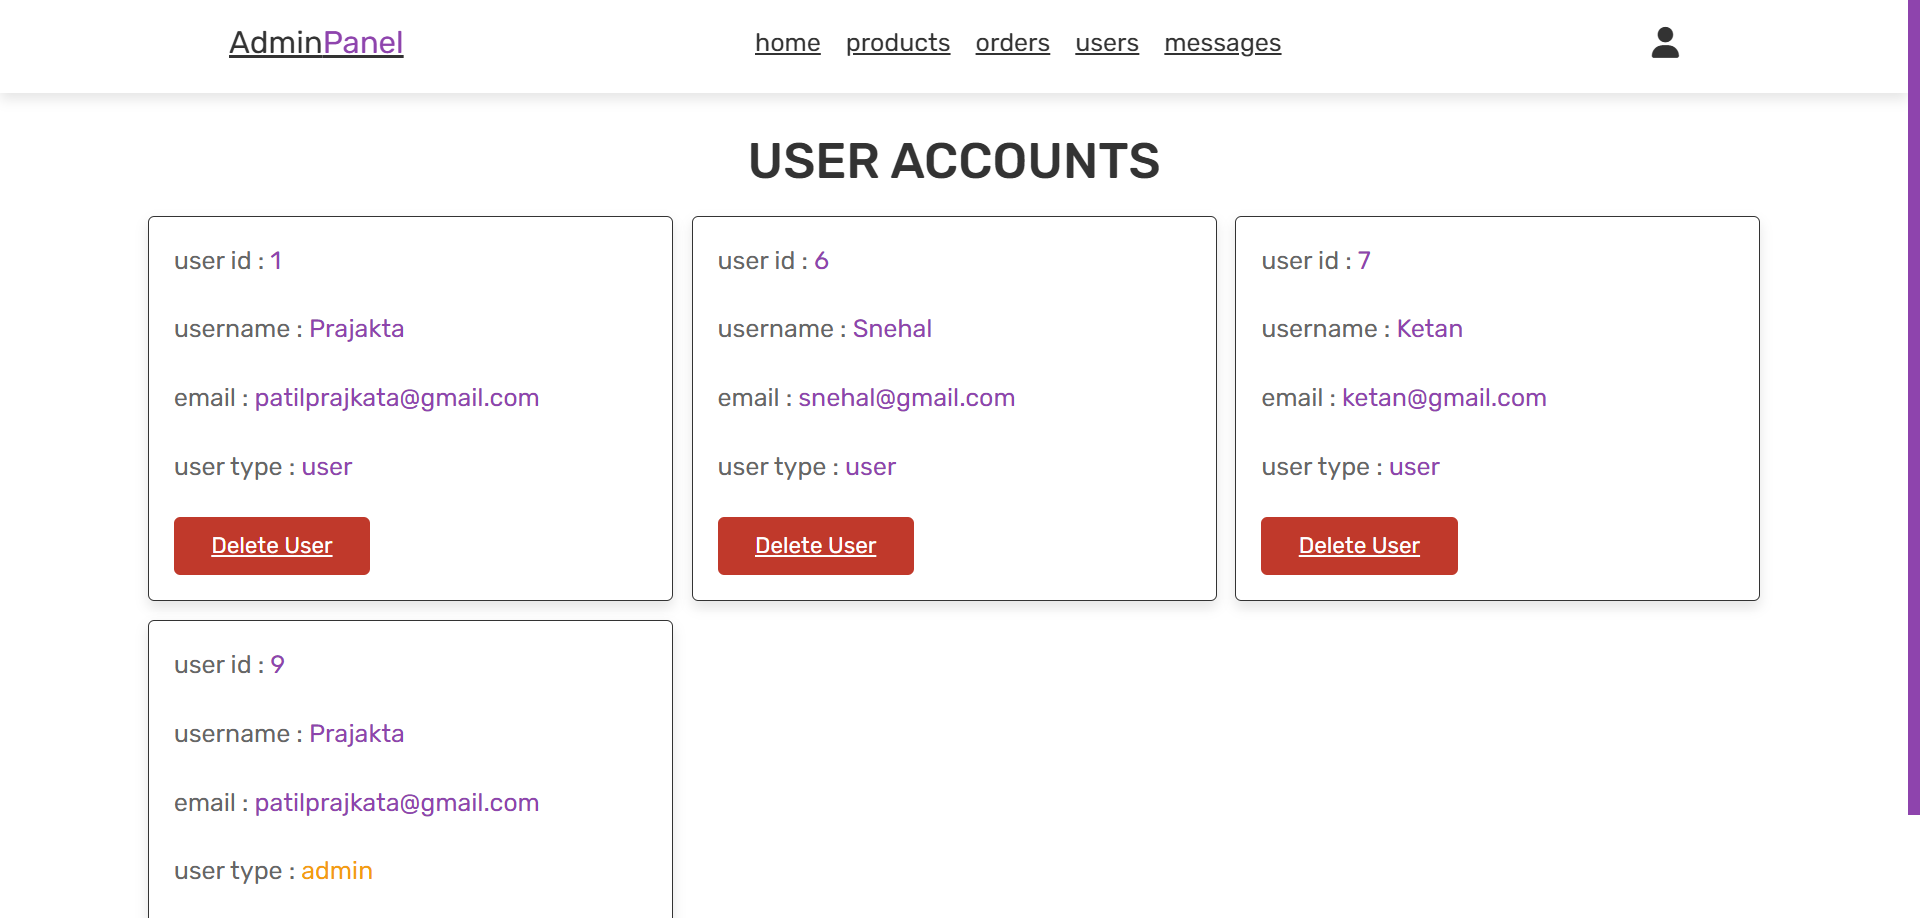 AdminPanel
home products orders users messages
USER ACCOUNTS
user id : 1
username : Prajakta
email : patilprajkata@gmail.com
user type : user
Delete User
user id : 6
username : Snehal
email : snehal@gmail.com
user type : user
Delete User
user id : 7
username : Ketan
email : ketan@gmail.com
user type : user
Delete User
user id : 9
username : Prajakta
email : patilprajkata@gmail.com
user type : admin